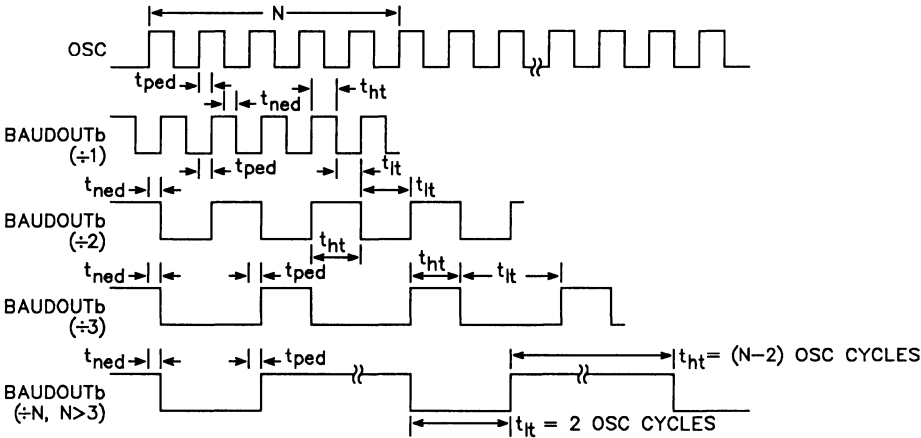 N
OSC
tped
tned
tht
BAUDOUTb
(÷1)
tped
tlt
tned
tlt
BAUDOUTb
(÷2)
tht
tned
tped
tht
tlt
BAUDOUTb
(÷3)
tned
tped
tht = (N–2) OSC CYCLES
BAUDOUTb
(÷N, N>3)
tlt = 2 OSC CYCLES